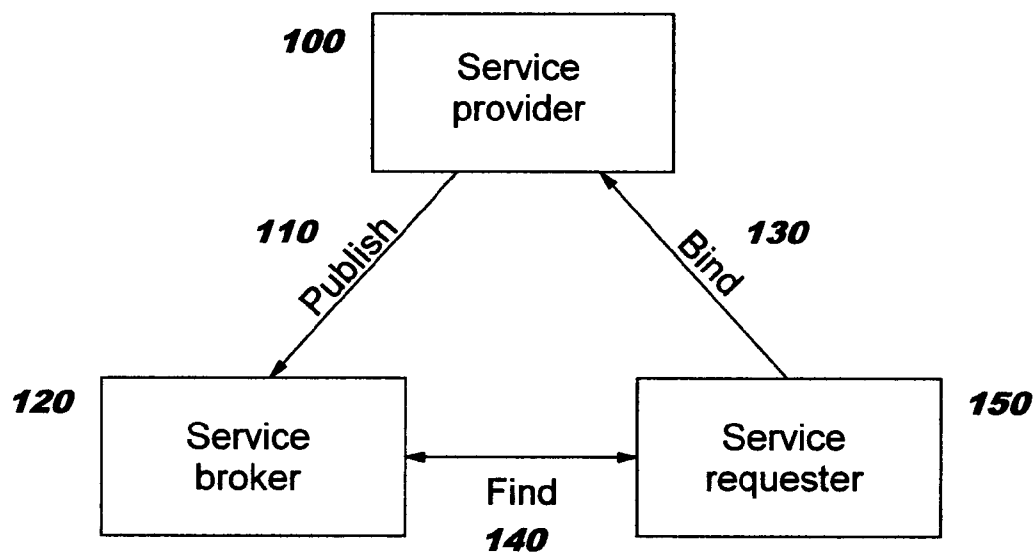 100
Service
provider
110
Publish
Bind
130
120
Service
broker
Find
140
Service
requester
150